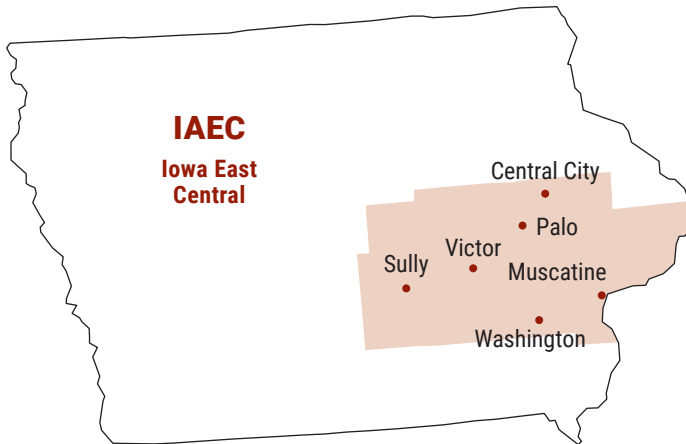 IAEC
Iowa East
Central
Central City
Palo
Victor
Sully
Muscatine
Washington